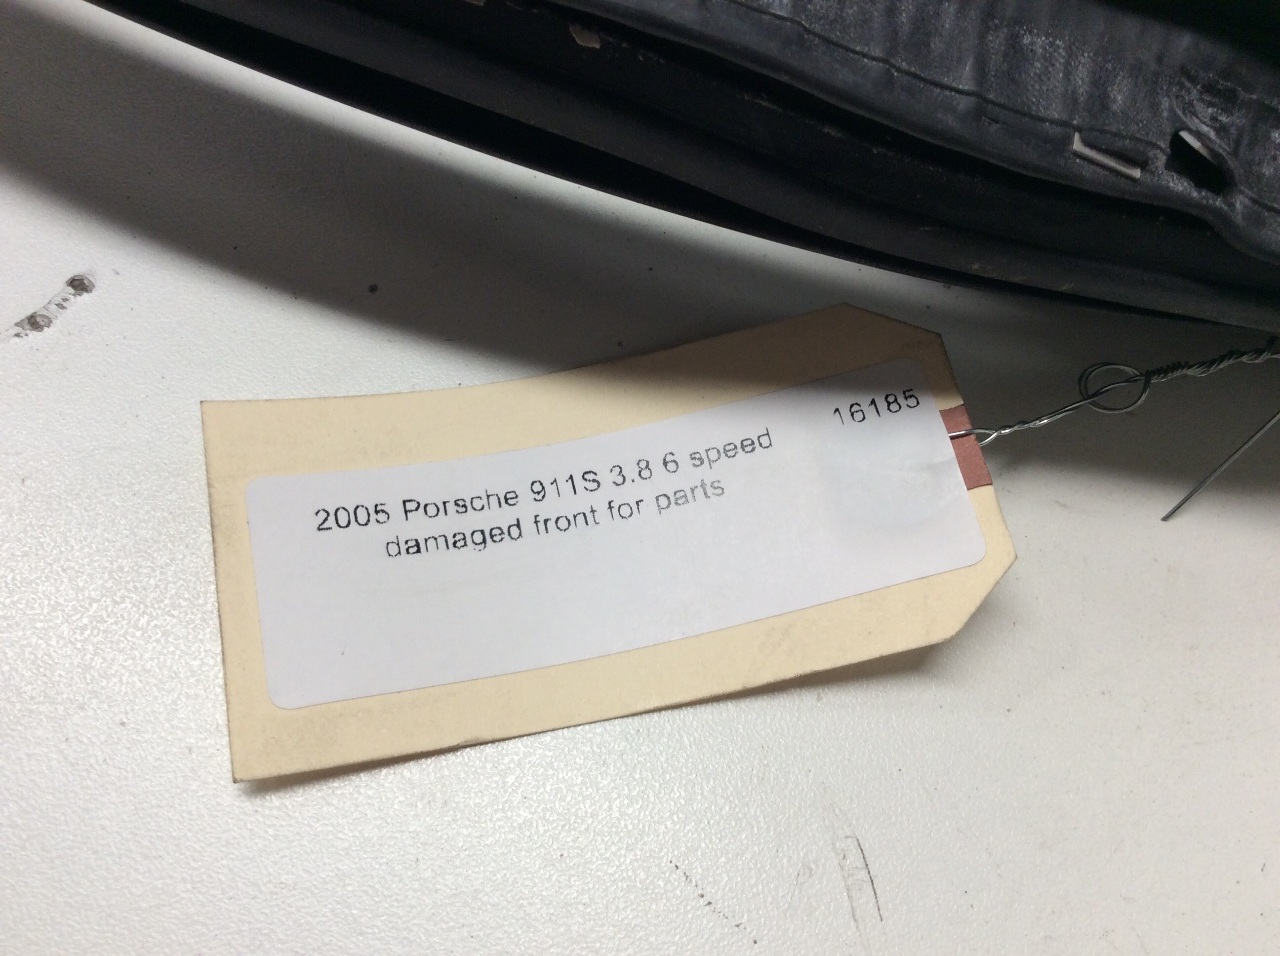 16185
2005 Porsche 911S 3.8 6 speed
damaged front for parts